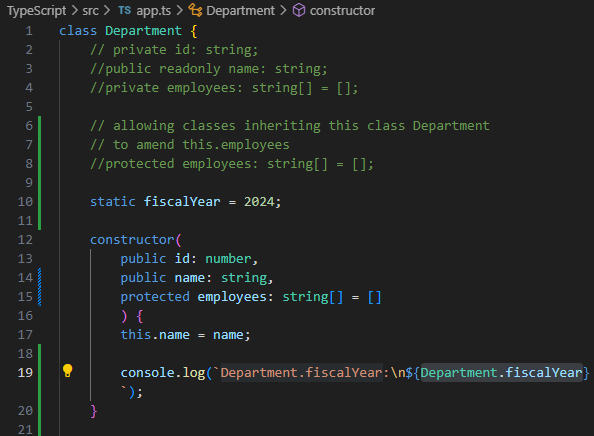 TypeScript > src > TS app.ts > Department > constructor
1 class Department {
2 // private id: string;
3 //public readonly name: string;
4 //private employees: string[] = [];
5
6 // allowing classes inheriting this class Department
7 // to amend this.employees
8 //protected employees: string[] = [];
9
10 static fiscalYear = 2024;
11
12 constructor(
13 public id: number,
14 public name: string,
15 protected employees: string[] = []
16 ) {
17 this.name = name;
18
19 console.log(`Department.fiscalYear:\n${Department.fiscalYear}
`);
20 }
21